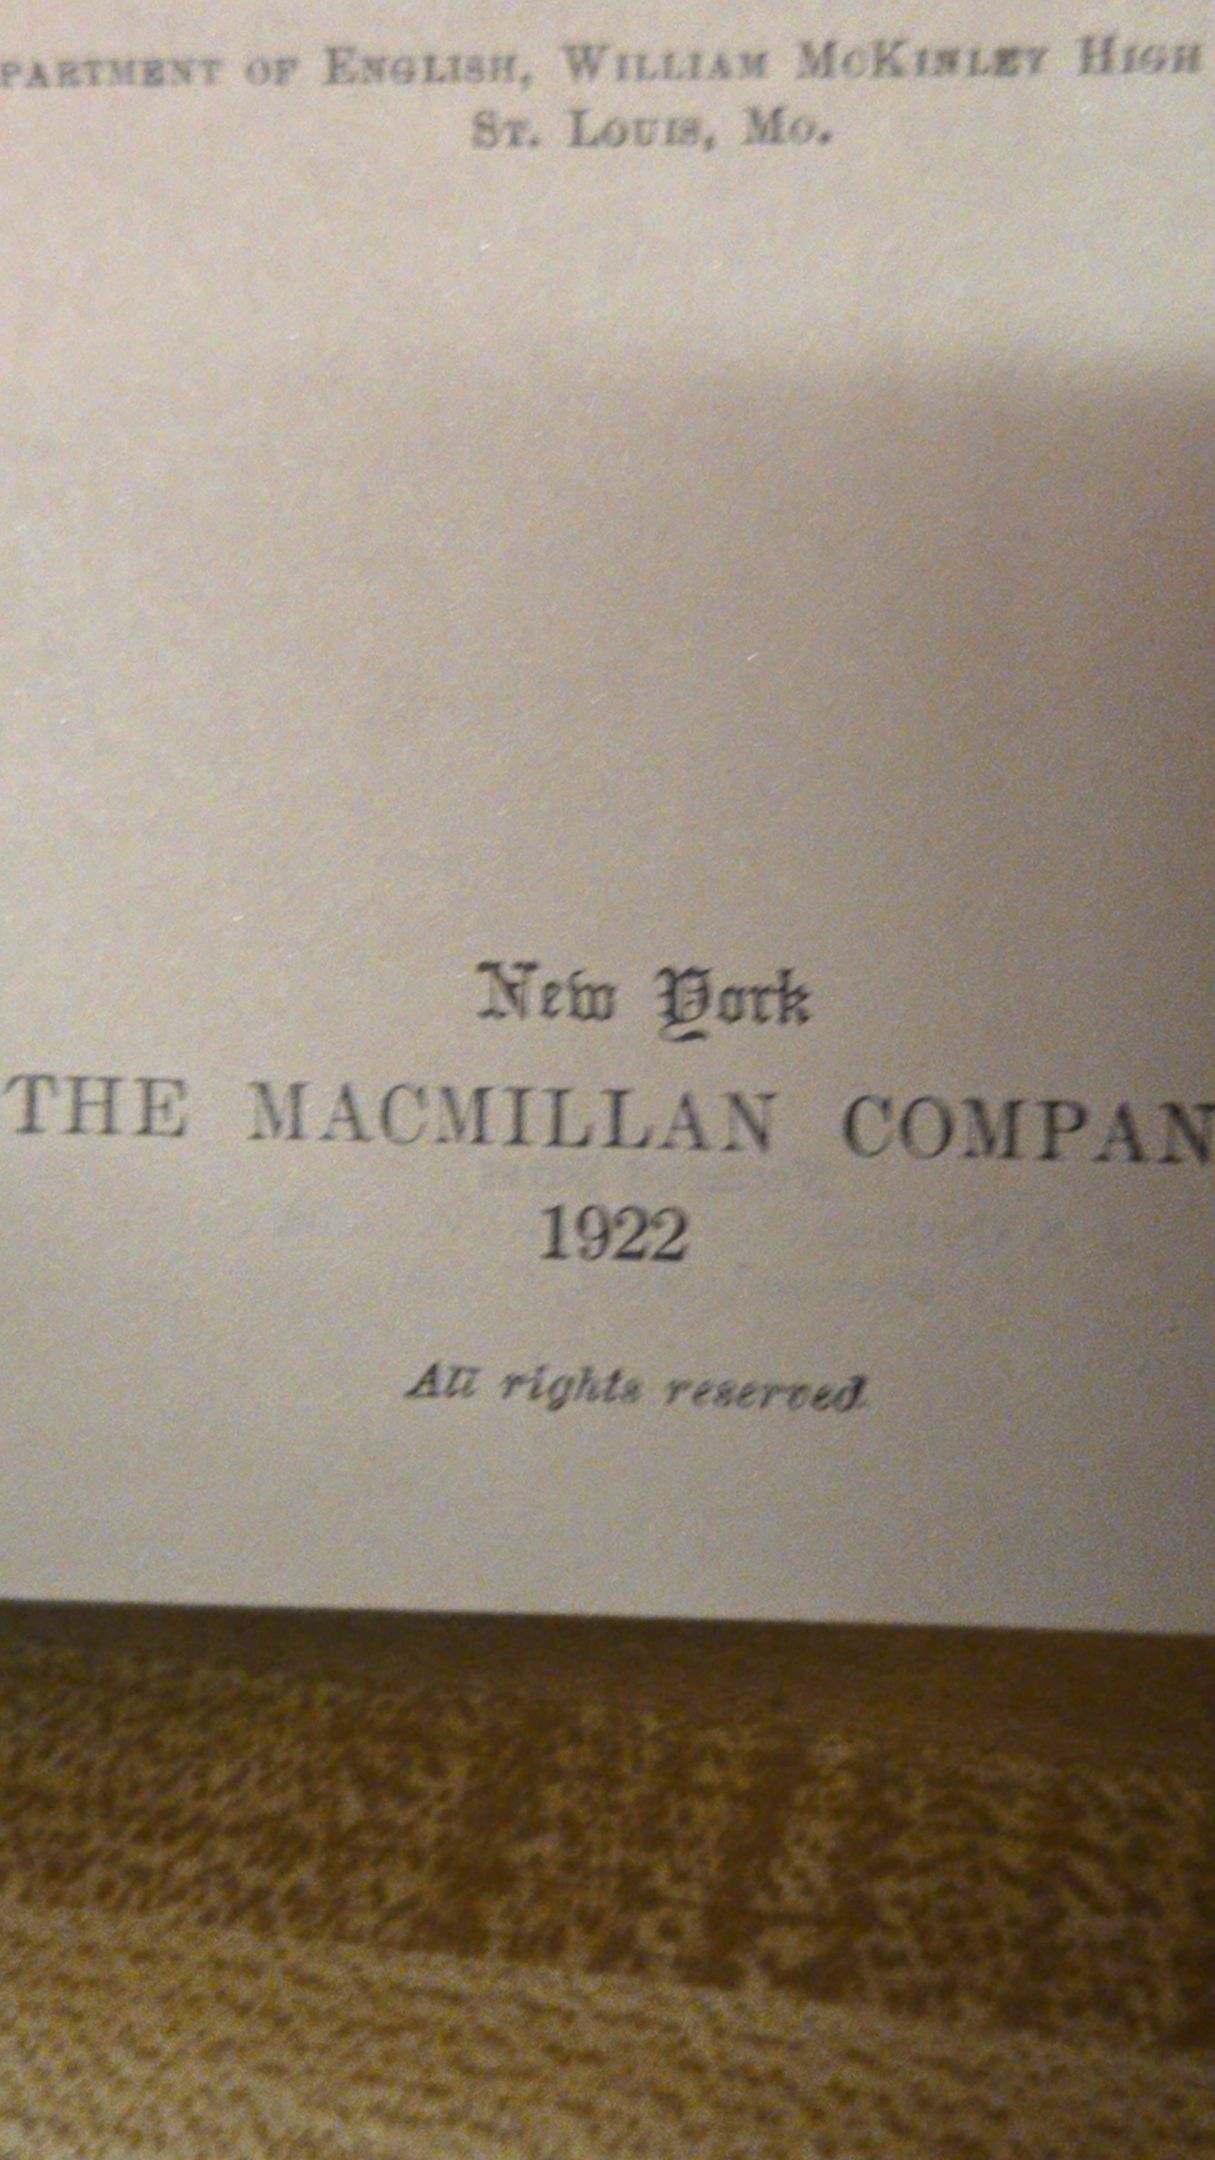 PARTMENT OF ENGLISH, WILLIAM MCKINLEY HIGH
ST. LOUIS, MO.
New York
THE MACMILLAN COMPAN
1922
All rights reserved